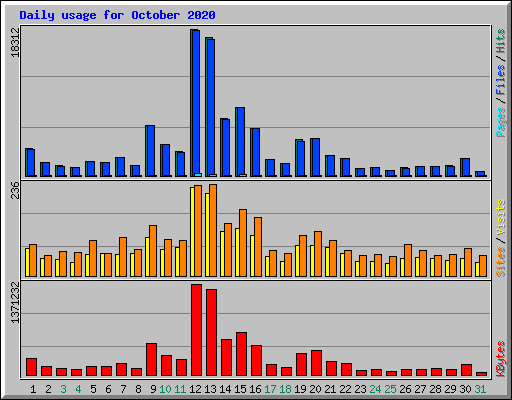 Daily usage for October 2020
18312
Pages / Files / Hits
236
Sites / Visits
1371232
KBytes
1 2 3 4 5 6 7 8 9 10 11 12 13 14 15 16 17 18 19 20 21 22 23 24 25 26 27 28 29 30 31